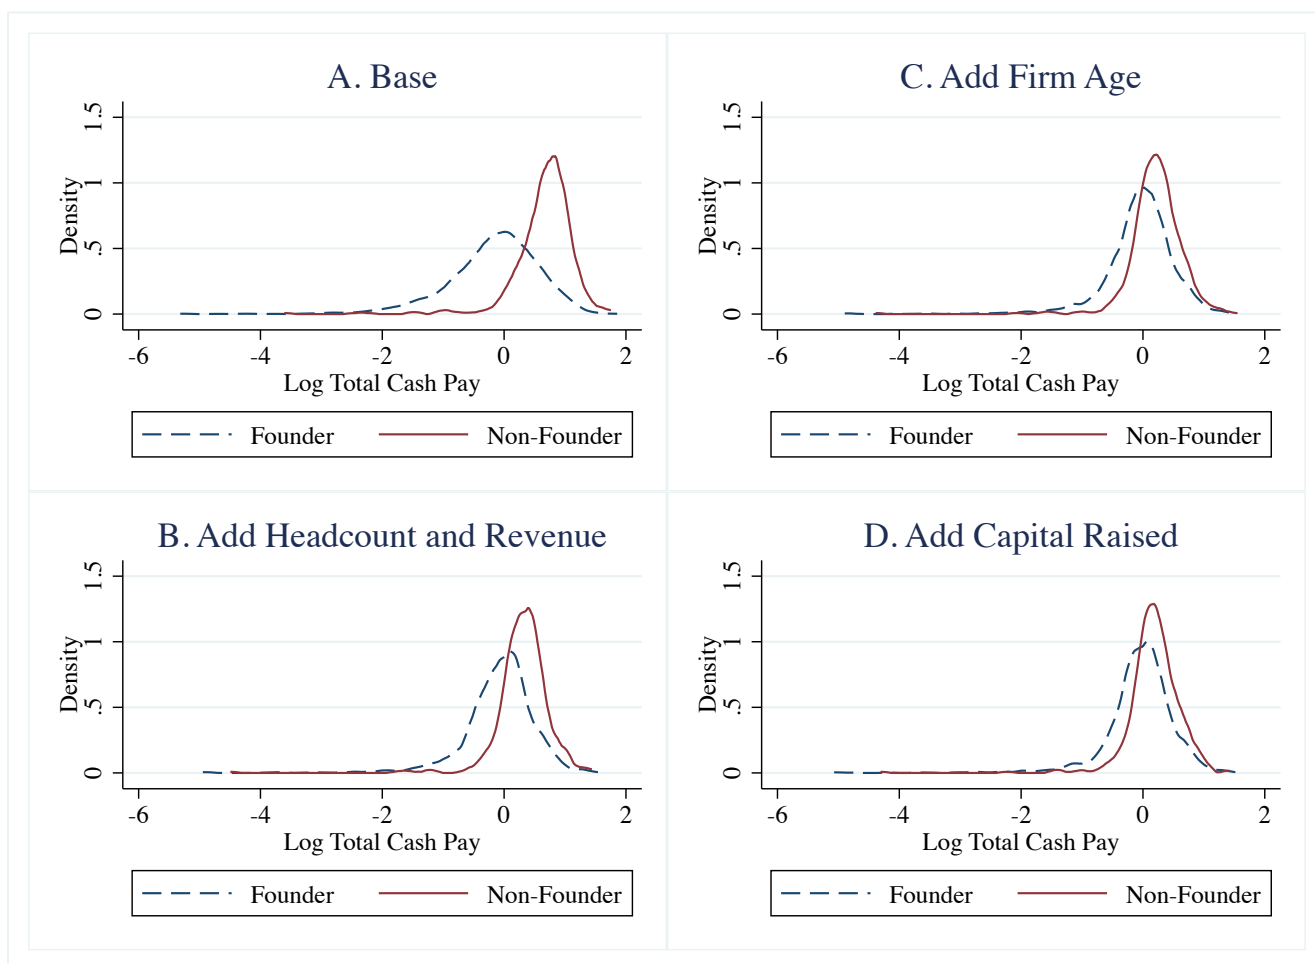 A. Base
1.5
1
.5
0
Density
-6 -4 -2 0 2
Log Total Cash Pay
Founder Non-Founder
C. Add Firm Age
1.5
1
.5
0
Density
-6 -4 -2 0 2
Log Total Cash Pay
Founder Non-Founder
B. Add Headcount and Revenue
1.5
1
.5
0
Density
-6 -4 -2 0 2
Log Total Cash Pay
Founder Non-Founder
D. Add Capital Raised
1.5
1
.5
0
Density
-6 -4 -2 0 2
Log Total Cash Pay
Founder Non-Founder